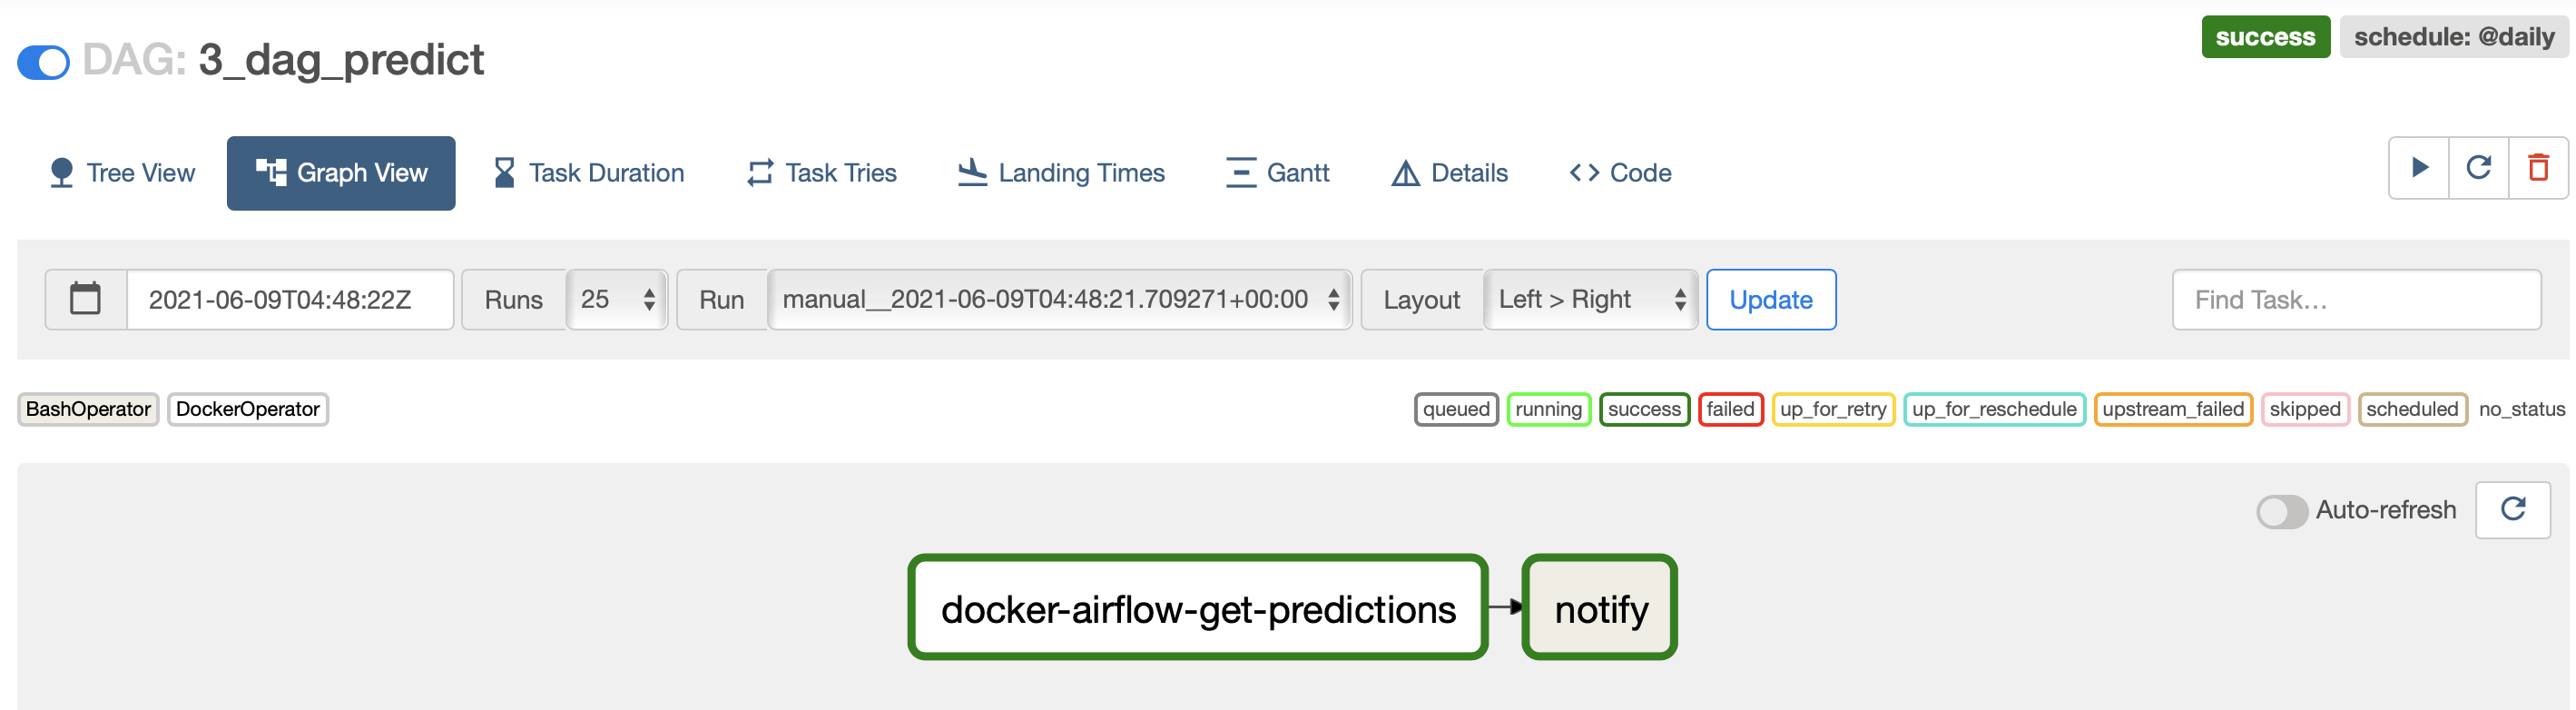 success schedule: @daily
DAG: 3_dag_predict
Tree View Graph View Task Duration Task Tries Landing Times Gantt Details Code
2021-06-09T04:48:22Z Runs 25 Run manual__2021-06-09T04:48:21.709271+00:00 Layout Left > Right Update Find Task...
BashOperator DockerOperator queued running success failed up_for_retry up_for_reschedule upstream_failed skipped scheduled no_status
Auto-refresh
docker-airflow-get-predictions notify